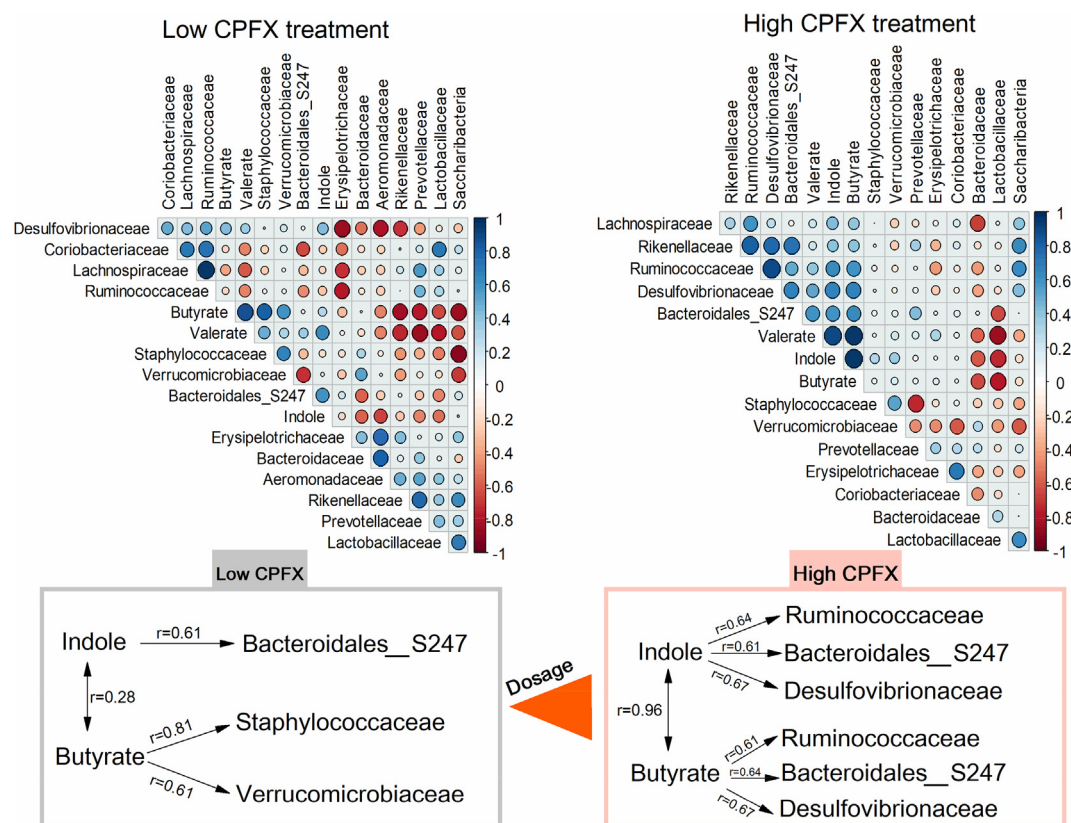 Low CPFX treatment
Coriobacteriaceae
Lachnospiraceae
Ruminococcaceae
Butyrate
Valerate
Staphylococcaceae
Verrucomicrobiaceae
Bacteroidales_S247
Indole
Erysipelotrichaceae
Bacteroidaceae
Aeromonadaceae
Rikenellaceae
Prevotellaceae
Lactobacillaceae
Saccharibacteria
Desulfovibrionaceae
Coriobacteriaceae
Lachnospiraceae
Ruminococcaceae
Butyrate
Valerate
Staphylococcaceae
Verrucomicrobiaceae
Bacteroidales_S247
Indole
Erysipelotrichaceae
Bacteroidaceae
Aeromonadaceae
Rikenellaceae
Prevotellaceae
Lactobacillaceae
1
0.8
0.6
0.4
0.2
0
-0.2
-0.4
-0.6
-0.8
-1
High CPFX treatment
Rikenellaceae
Ruminococcaceae
Desulfovibrionaceae
Bacteroidales_S247
Valerate
Indole
Butyrate
Staphylococcaceae
Verrucomicrobiaceae
Prevotellaceae
Erysipelotrichaceae
Coriobacteriaceae
Bacteroidaceae
Lactobacillaceae
Saccharibacteria
Lachnospiraceae
Rikenellaceae
Ruminococcaceae
Desulfovibrionaceae
Bacteroidales_S247
Valerate
Indole
Butyrate
Staphylococcaceae
Verrucomicrobiaceae
Prevotellaceae
Erysipelotrichaceae
Coriobacteriaceae
Bacteroidaceae
Lactobacillaceae
1
0.8
0.6
0.4
0.2
0
-0.2
-0.4
-0.6
-0.8
-1
Low CPFX
Indole
r=0.61
Bacteroidales__S247
r=0.28
Butyrate
r=0.81
Staphylococcaceae
r=0.61
Verrucomicrobiaceae
Dosage
High CPFX
Indole
r=0.64
Ruminococcaceae
r=0.61
Bacteroidales__S247
r=0.67
Desulfovibrionaceae
r=0.96
Butyrate
r=0.61
Ruminococcaceae
r=0.64
Bacteroidales__S247
r=0.67
Desulfovibrionaceae